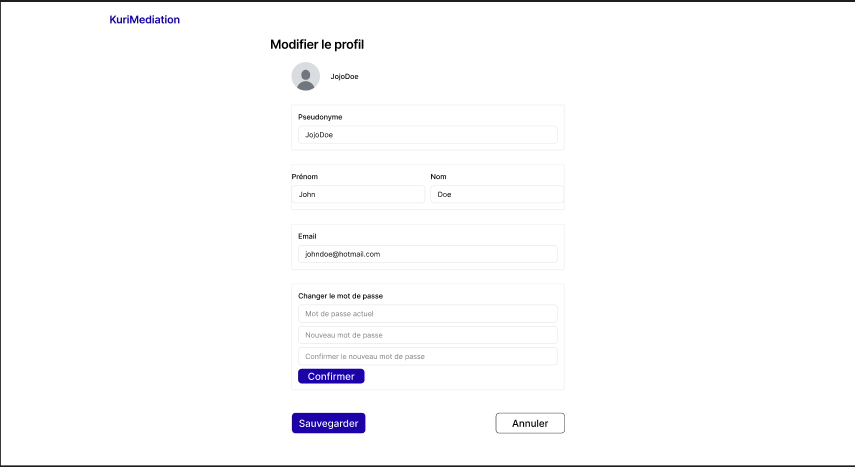 KuriMediation
Modifier le profil
JojoDoe
Pseudonyme
JojoDoe
Prénom Nom
John Doe
Email
johndoe@hotmail.com
Changer le mot de passe
Mot de passe actuel
Nouveau mot de passe
Confirmer le nouveau mot de passe
Confirmer
Sauvegarder Annuler